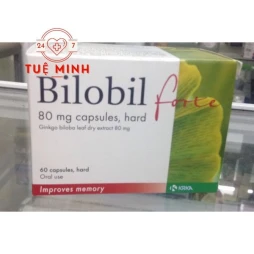 24 7
TUỆ MINH
Bilobil forte
80 mg capsules, hard
Ginkgo bilobae leaf dry extract 80 mg
60 capsules, hard
Oral use
Improves memory
KRKA